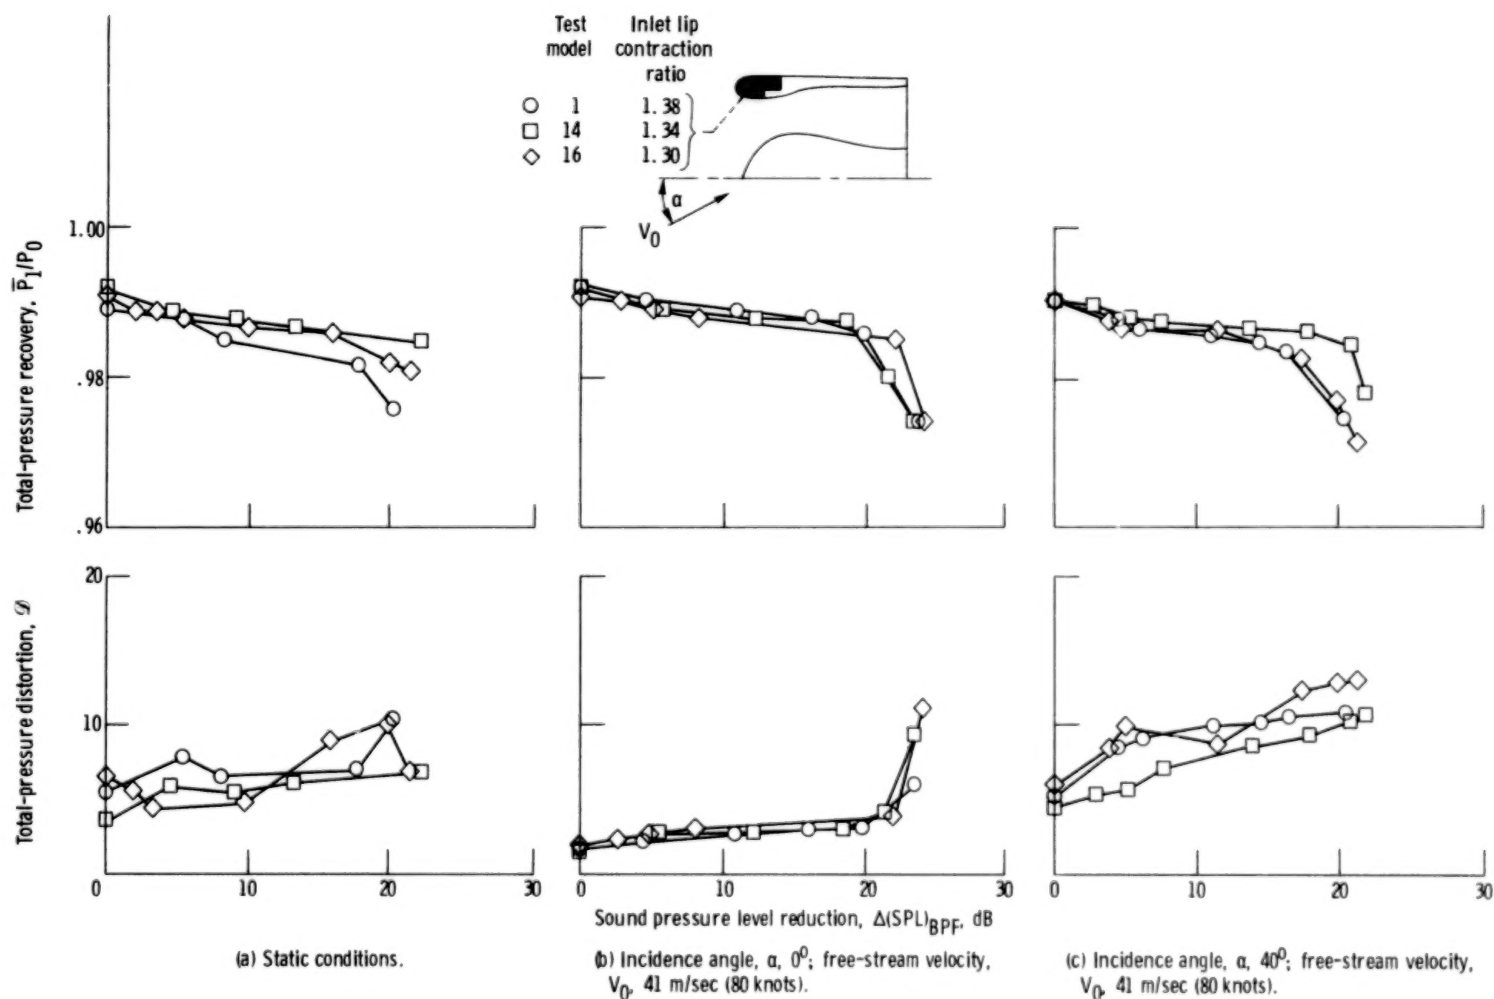 Test model
Inlet lip contraction ratio
1 1.38
14 1.34
16 1.30
α
V0
Total-pressure recovery, P̅1/P0
1.00
.98
.96
Total-pressure distortion, 𝒟
20
10
0 10 20 30
0 10 20 30
0 10 20 30
Sound pressure level reduction, Δ(SPL)BPF, dB
(a) Static conditions.
(b) Incidence angle, α, 0⁰; free-stream velocity,
V0, 41 m/sec (80 knots).
(c) Incidence angle, α, 40⁰; free-stream velocity,
V0, 41 m/sec (80 knots).